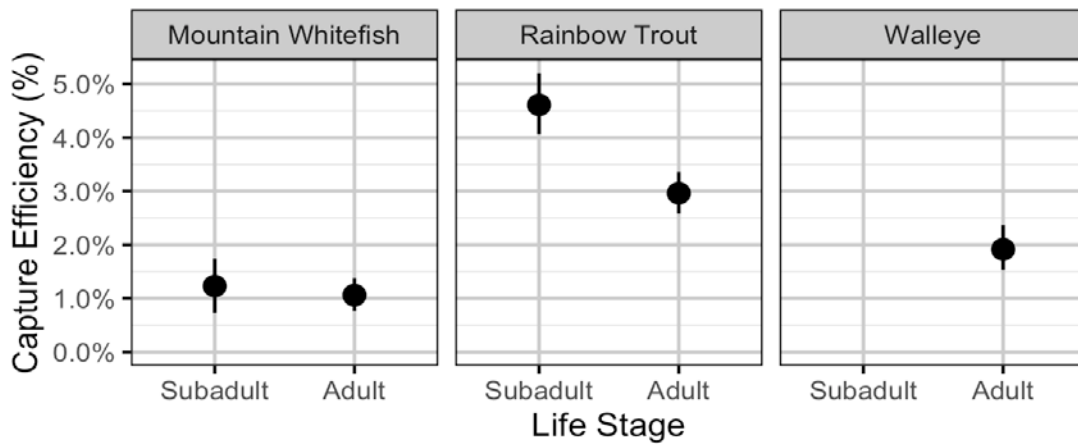 Mountain Whitefish
Rainbow Trout
Walleye
Capture Efficiency (%)
5.0%
4.0%
3.0%
2.0%
1.0%
0.0%
Subadult Adult Subadult Adult Subadult Adult
Life Stage